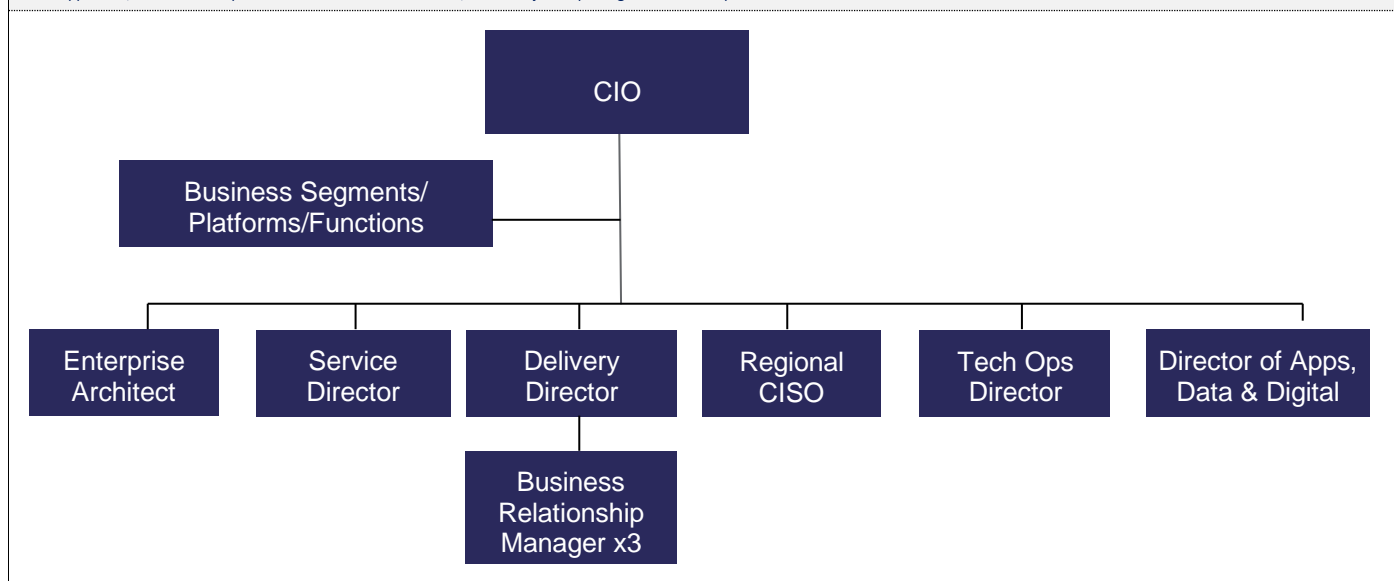 CIO
Business Segments/
Platforms/Functions
Enterprise
Architect
Service
Director
Delivery
Director
Regional
CISO
Tech Ops
Director
Director of Apps,
Data & Digital
Business
Relationship
Manager x3